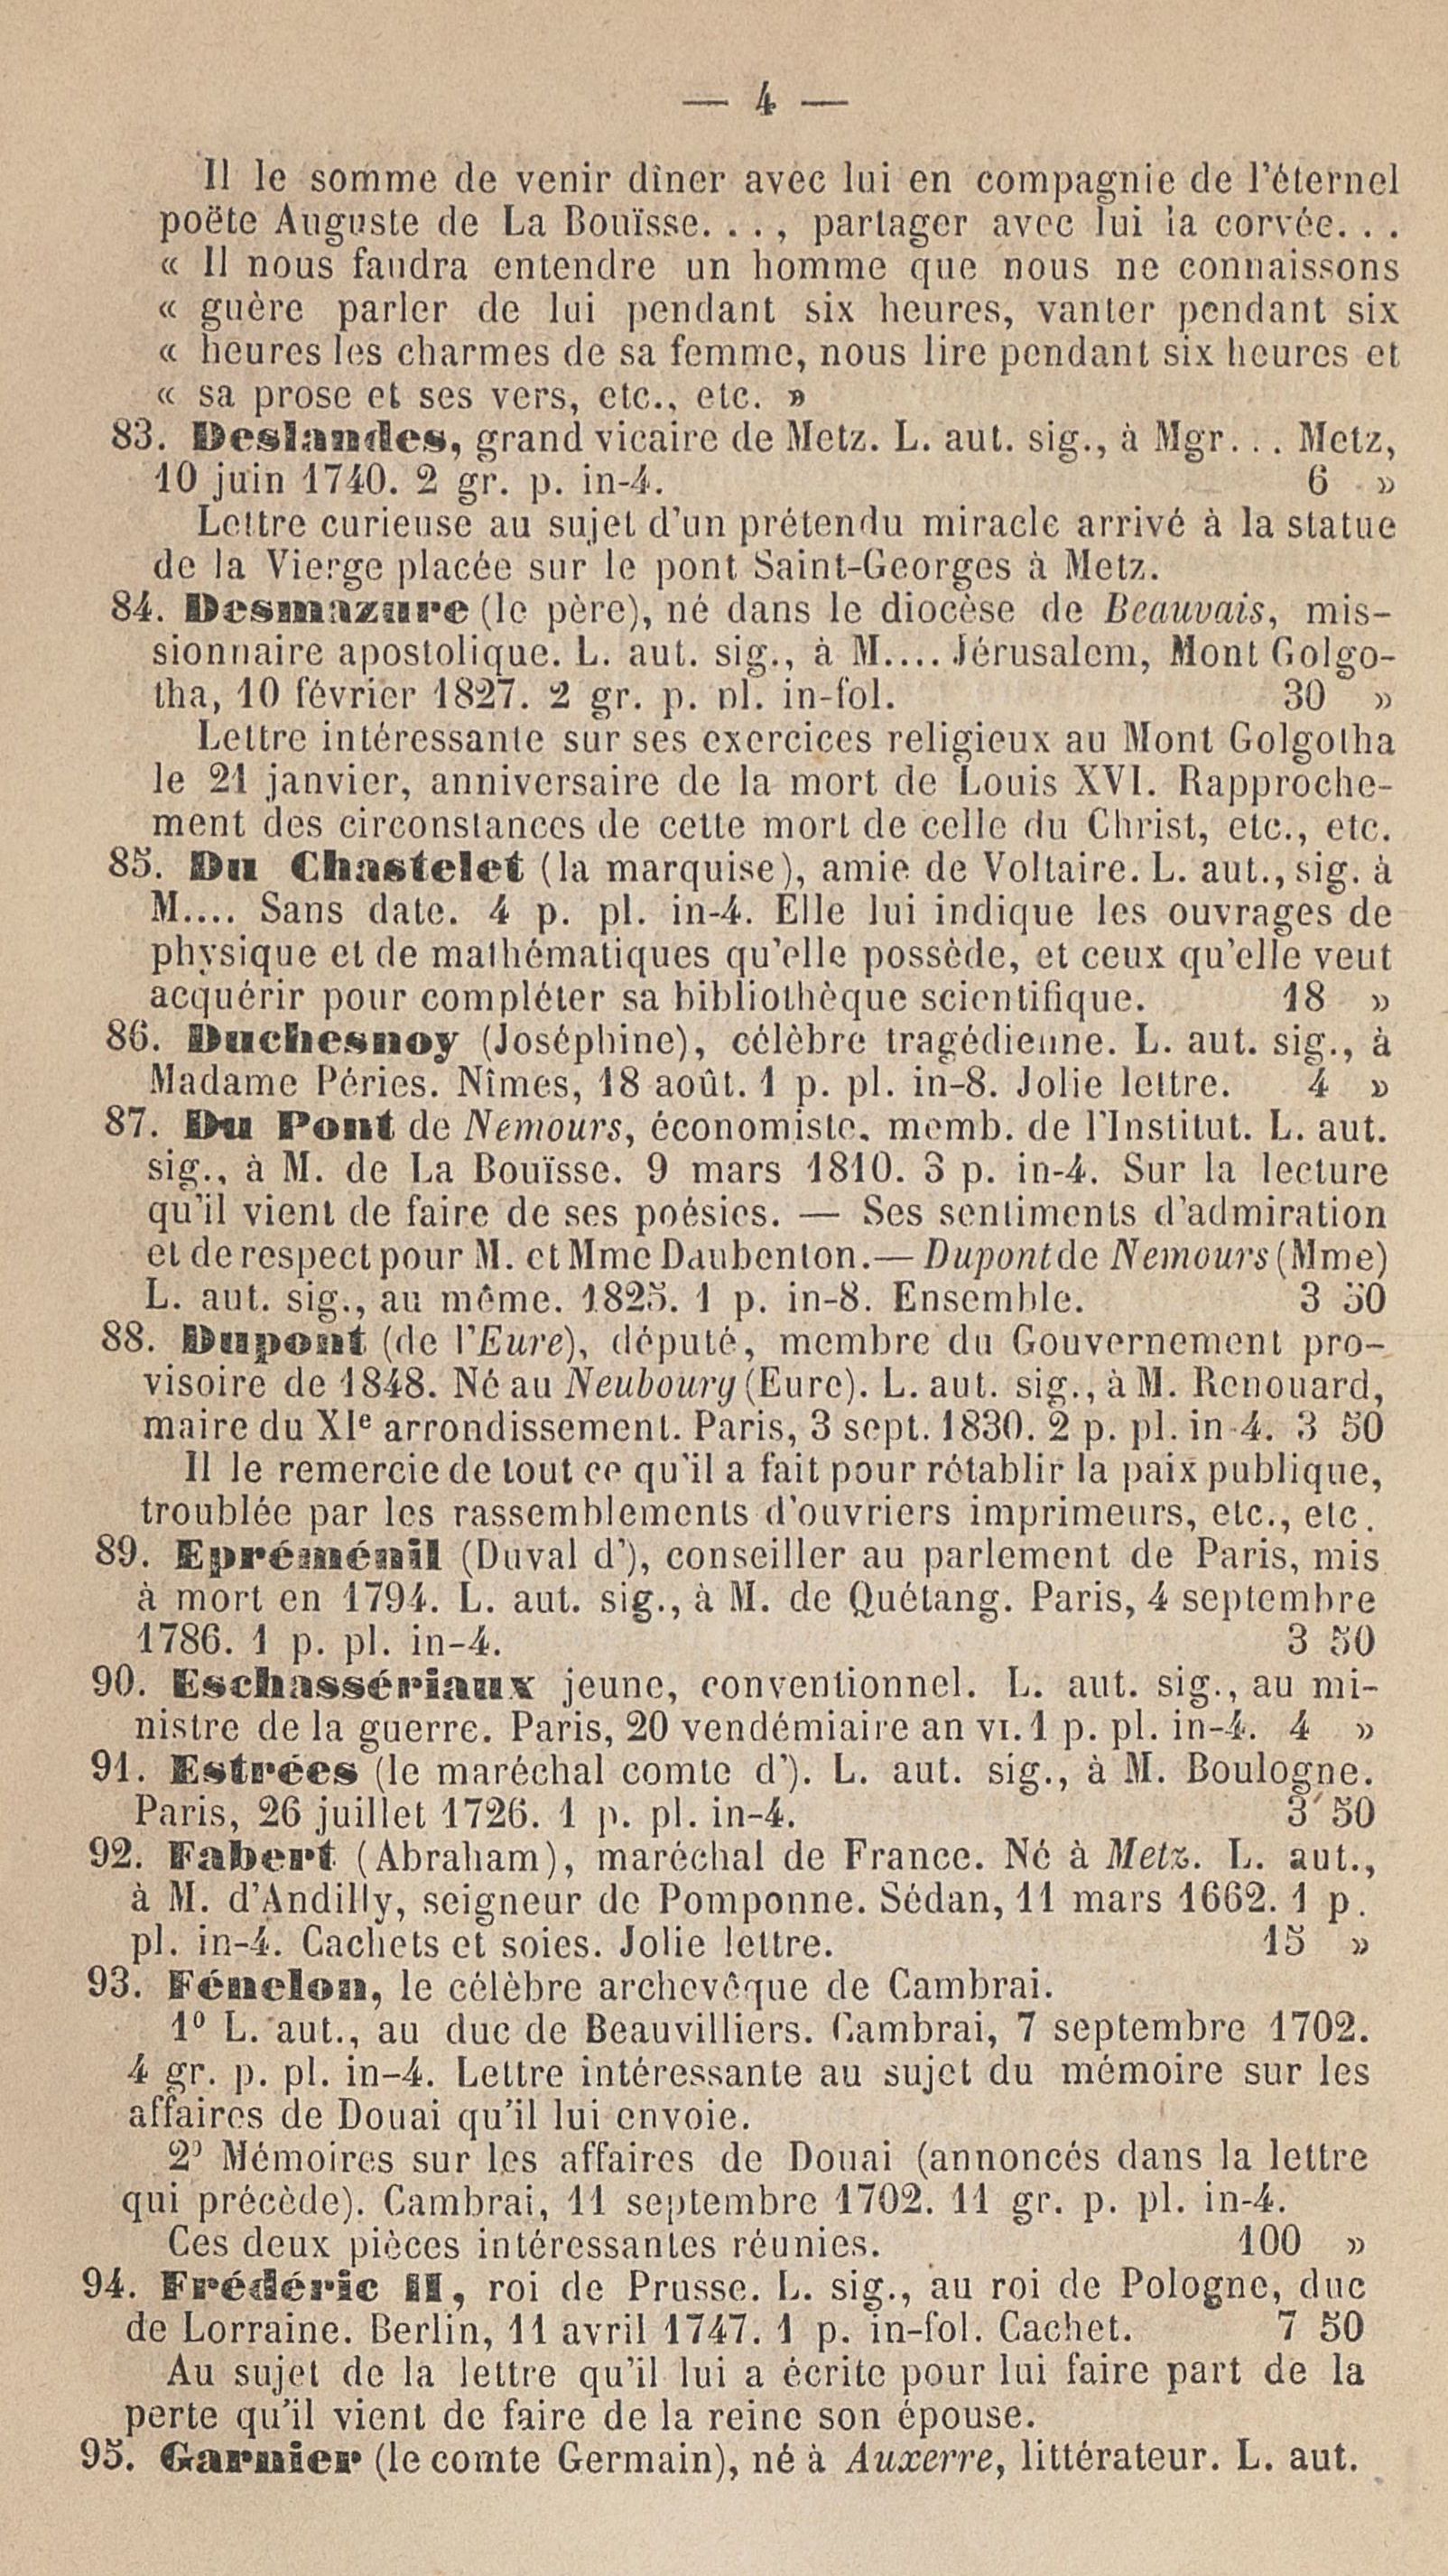 — 4 —
Il le somme de venir dîner avec lui en compagnie de l'éternel
poëte Auguste de La Bouïsse. . ., partager avec lui la corvée. . .
« Il nous faudra entendre un homme que nous ne connaissons
« guère parler de lui pendant six heures, vanter pendant six
« heures les charmes de sa femme, nous lire pendant six heures et
« sa prose et ses vers, etc., etc. »
83. Deslandes, grand vicaire de Metz. L. aut. sig., à Mgr. . . Metz,
10 juin 1740. 2 gr. p. in-4. 6 »
Lettre curieuse au sujet d'un prétendu miracle arrivé à la statue
de la Vierge placée sur le pont Saint-Georges à Metz.
84. Desmazure (le père), né dans le diocèse de Beauvais, mis-
sionnaire apostolique. L. aut. sig., à M.... Jérusalem, Mont Golgo-
tha, 10 février 1827. 2 gr. p. pl. in-fol. 30 »
Lettre intéressante sur ses exercices religieux au Mont Golgotha
le 21 janvier, anniversaire de la mort de Louis XVI. Rapproche-
ment des circonstances de cette mort de celle du Christ, etc., etc.
85. Du Chastelet (la marquise), amie de Voltaire. L. aut., sig. à
M.... Sans date. 4 p. pl. in-4. Elle lui indique les ouvrages de
physique et de mathématiques qu'elle possède, et ceux qu'elle veut
acquérir pour compléter sa bibliothèque scientifique. 18 »
86. Duchesnoy (Joséphine), célèbre tragédienne. L. aut. sig., à
Madame Péries. Nîmes, 18 août. 1 p. pl. in-8. Jolie lettre. 4 »
87. Du Pont de Nemours, économiste, memb. de l'Institut. L. aut.
sig., à M. de La Bouïsse. 9 mars 1810. 3 p. in-4. Sur la lecture
qu'il vient de faire de ses poésies. — Ses sentiments d'admiration
et de respect pour M. et Mme Daubenton.— Dupont de Nemours (Mme)
L. aut. sig., au même. 1825. 1 p. in-8. Ensemble. 3 50
88. Dupont (de l'Eure), député, membre du Gouvernement pro-
visoire de 1848. Né au Neuboury (Eure). L. aut. sig., à M. Renouard,
maire du XIe arrondissement. Paris, 3 sept. 1830. 2 p. pl. in-4. 3 50
Il le remercie de tout ce qu'il a fait pour rétablir la paix publique,
troublée par les rassemblements d'ouvriers imprimeurs, etc., etc.
89. Epréménil (Duval d'), conseiller au parlement de Paris, mis
à mort en 1794. L. aut. sig., à M. de Quétang. Paris, 4 septembre
1786. 1 p. pl. in-4. 3 50
90. Eschassériaux jeune, conventionnel. L. aut. sig., au mi-
nistre de la guerre. Paris, 20 vendémiaire an VI. 1 p. pl. in-4. 4 »
91. Estrées (le maréchal comte d'). L. aut. sig., à M. Boulogne.
Paris, 26 juillet 1726. 1 p. pl. in-4. 3 50
92. Fabert (Abraham), maréchal de France. Né à Metz. L. aut.,
à M. d'Andilly, seigneur de Pomponne. Sédan, 11 mars 1662. 1 p.
pl. in-4. Cachets et soies. Jolie lettre. 15 »
93. Fénelon, le célèbre archevêque de Cambrai.
1º L. aut., au duc de Beauvilliers. Cambrai, 7 septembre 1702.
4 gr. p. pl. in-4. Lettre intéressante au sujet du mémoire sur les
affaires de Douai qu'il lui envoie.
2º Mémoires sur les affaires de Douai (annoncés dans la lettre
qui précède). Cambrai, 11 septembre 1702. 11 gr. p. pl. in-4.
Ces deux pièces intéressantes réunies. 100 »
94. Frédéric II, roi de Prusse. L. sig., au roi de Pologne, duc
de Lorraine. Berlin, 11 avril 1747. 1 p. in-fol. Cachet. 7 50
Au sujet de la lettre qu'il lui a écrite pour lui faire part de la
perte qu'il vient de faire de la reine son épouse.
95. Garnier (le comte Germain), né à Auxerre, littérateur. L. aut.